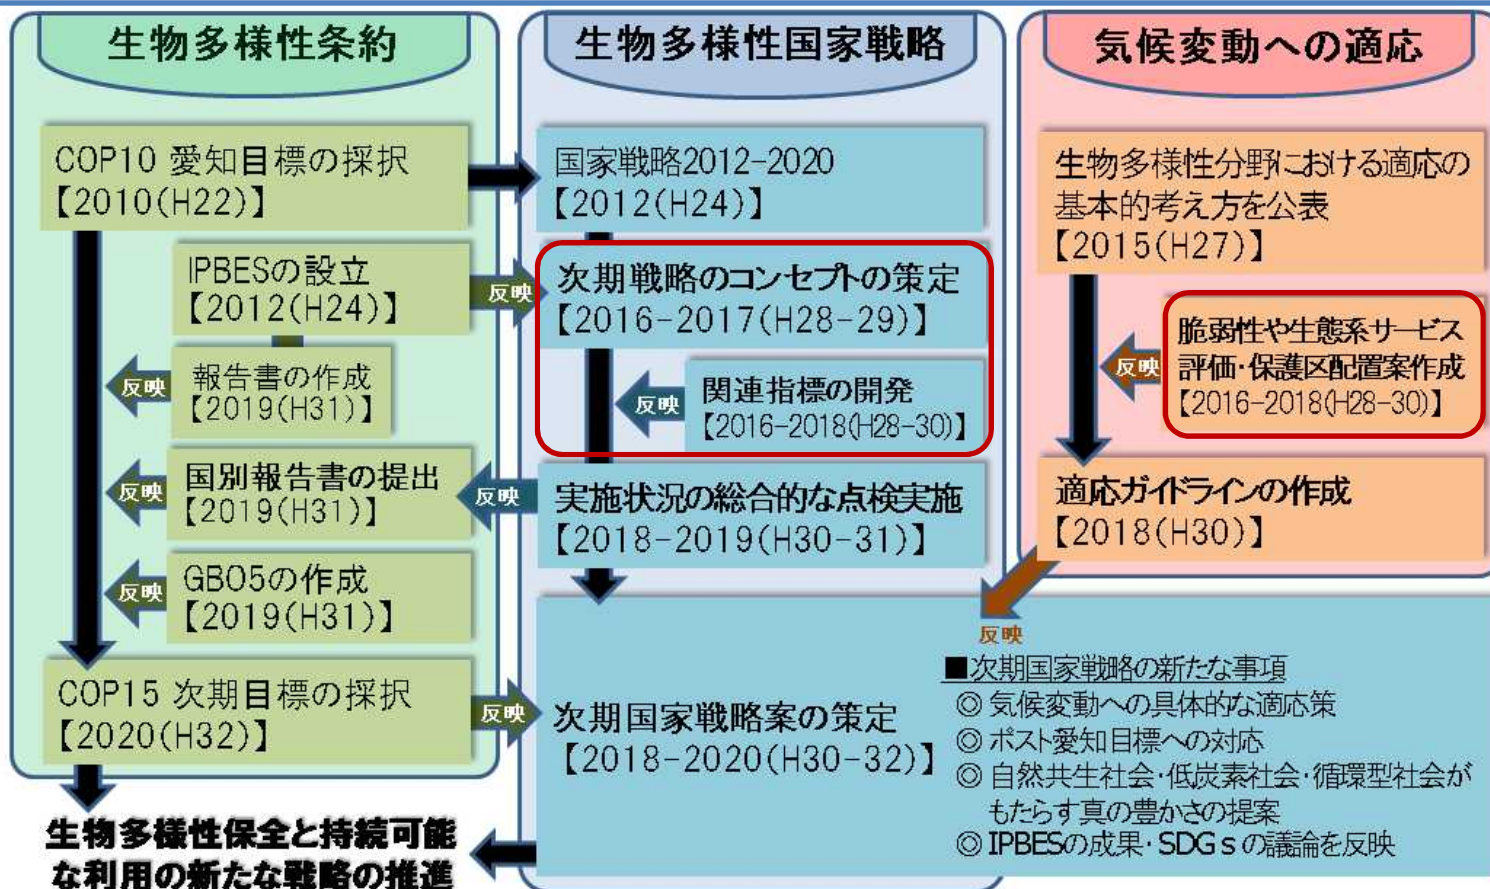 生物多様性条約
COP10 愛知目標の採択
【2010(H22)】
IPBESの設立
【2012(H24)】
反映
反映
報告書の作成
【2019(H31)】
反映
国別報告書の提出
【2019(H31)】
反映
GBO5の作成
【2019(H31)】
COP15 次期目標の採択
【2020(H32)】
反映
生物多様性保全と持続可能
な利用の新たな戦略の推進
生物多様性国家戦略
国家戦略2012-2020
【2012(H24)】
次期戦略のコンセプトの策定
【2016-2017(H28-29)】
反映
関連指標の開発
【2016-2018(H28-30)】
反映
実施状況の総合的な点検実施
【2018-2019(H30-31)】
次期国家戦略案の策定
【2018-2020(H30-32)】
気候変動への適応
生物多様性分野における適応の
基本的考え方を公表
【2015(H27)】
反映
脆弱性や生態系サービス
評価･保護区配置案作成
【2016-2018(H28-30)】
適応ガイドラインの作成
【2018(H30)】
反映
■次期国家戦略の新たな事項
◎ 気候変動への具体的な適応策
◎ ポスト愛知目標への対応
◎ 自然共生社会･低炭素社会･循環型社会が
もたらす真の豊かさの提案
◎ IPBESの成果･SDGｓの議論を反映